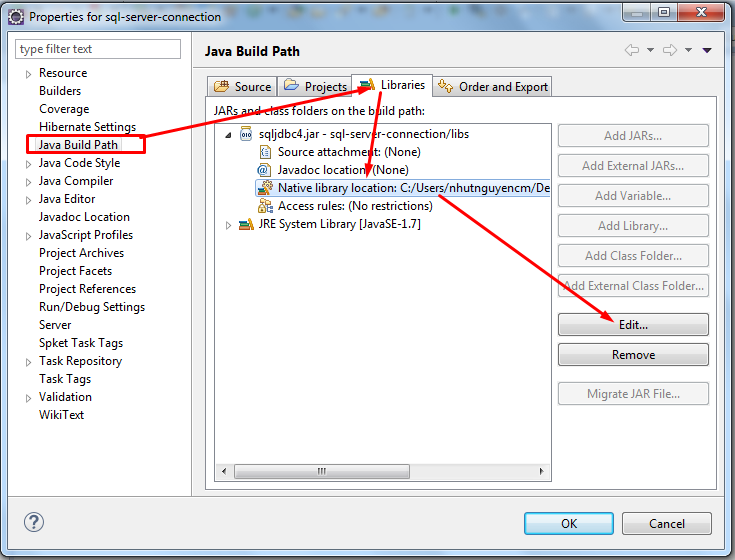 Properties for sql-server-connection
type filter text
Resource
Builders
Coverage
Hibernate Settings
Java Build Path
Java Code Style
Java Compiler
Java Editor
Javadoc Location
JavaScript Profiles
Project Archives
Project Facets
Project References
Run/Debug Settings
Server
Spket Task Tags
Task Repository
Task Tags
Validation
WikiText
Java Build Path
Source
Projects
Libraries
Order and Export
JARs and class folders on the build path:
sqljdbc4.jar - sql-server-connection/libs
Source attachment: (None)
Javadoc location: (None)
Native library location: C:/Users/nhutnguyencm/De
Access rules: (No restrictions)
JRE System Library [JavaSE-1.7]
Add JARs...
Add External JARs...
Add Variable...
Add Library...
Add Class Folder...
Add External Class Folder...
Edit...
Remove
Migrate JAR File...
OK
Cancel